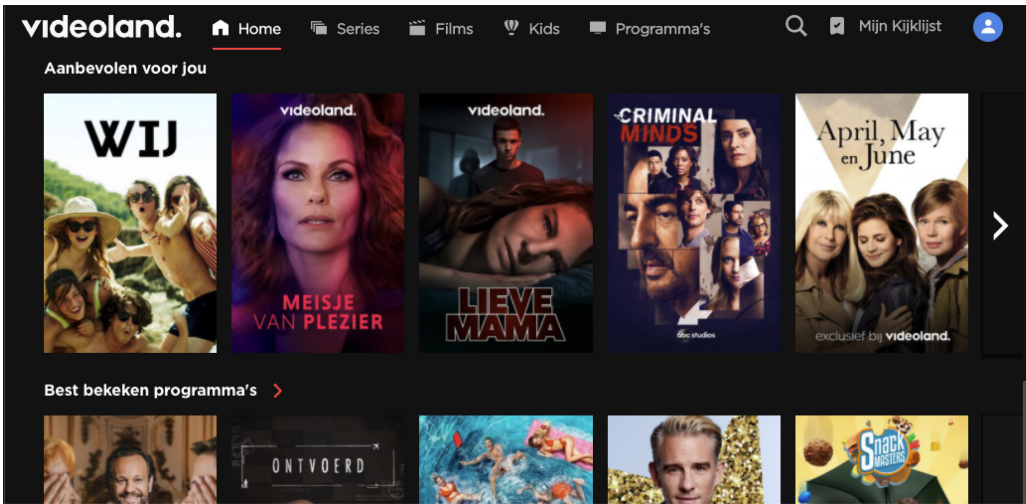 videoland.
Home
Series
Films
Kids
Programma's
Mijn Kijklijst
Aanbevolen voor jou
WIJ
videoland.
MEISJE
VAN PLEZIER
videoland.
LIEVE
MAMA
CRIMINAL
MINDS
abc studios
April, May
en June
exclusief bij videoland.
Best bekeken programma's
ONTVOERD
Snack
MASTERS